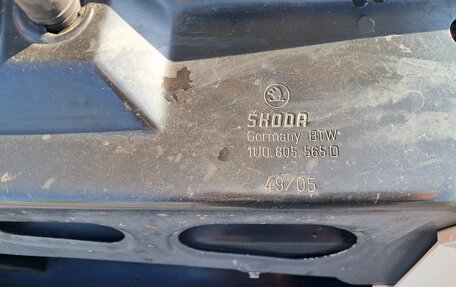 ŠKODA
Germany BTW
1U0.805.565 D
49/05